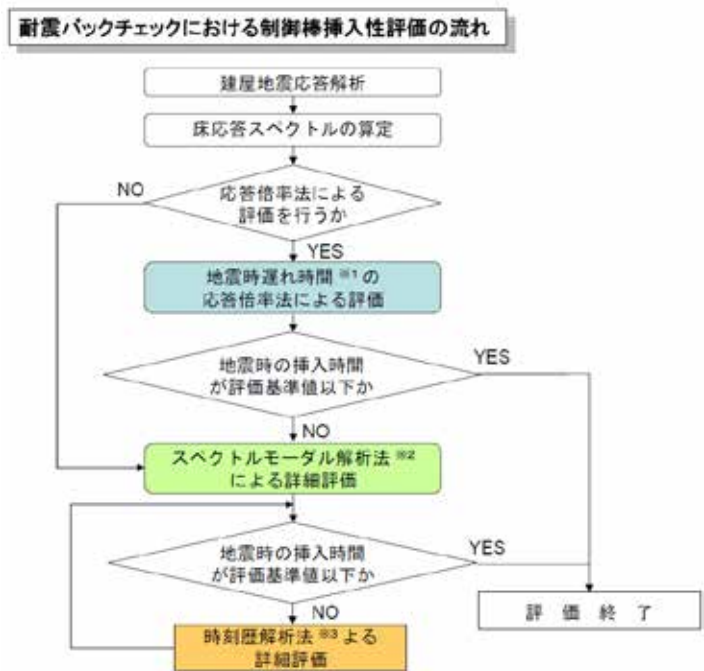 耐震バックチェックにおける制御棒挿入性評価の流れ
建屋地震応答解析
床応答スペクトルの算定
NO
応答倍率法による
評価を行うか
YES
地震時遅れ時間※1の
応答倍率法による評価
地震時の挿入時間
が評価基準値以下か
YES
NO
スペクトルモーダル解析法※2
による詳細評価
地震時の挿入時間
が評価基準値以下か
YES
NO
評価終了
時刻歴解析法※3よる
詳細評価